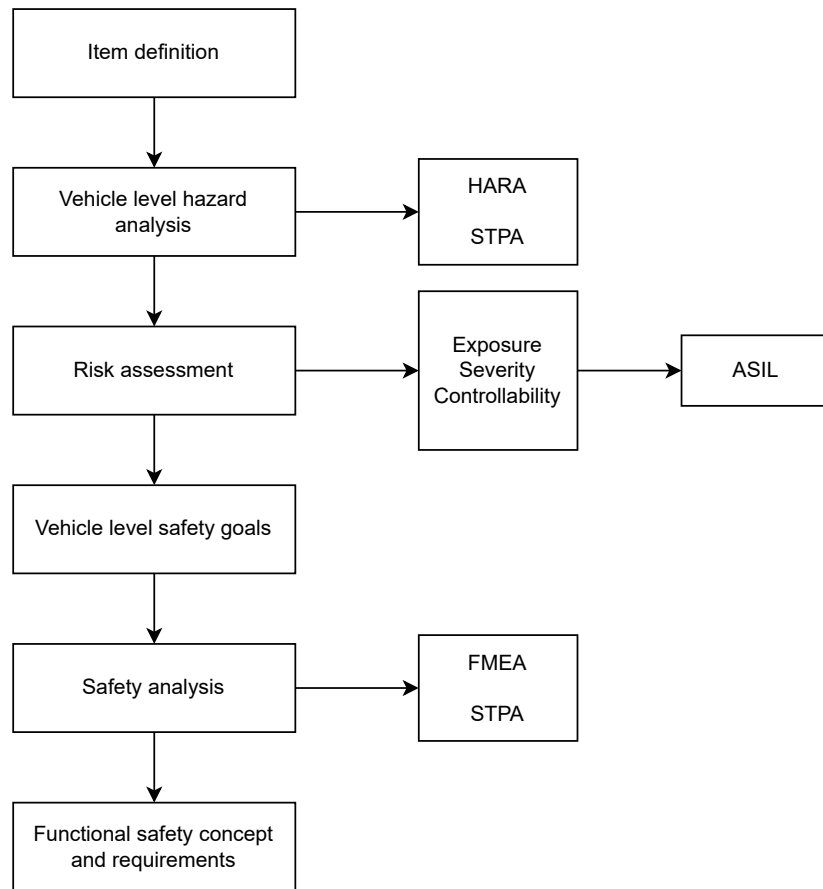 Item definition
Vehicle level hazard
analysis
HARA
STPA
Risk assessment
Exposure
Severity
Controllability
ASIL
Vehicle level safety goals
Safety analysis
FMEA
STPA
Functional safety concept
and requirements